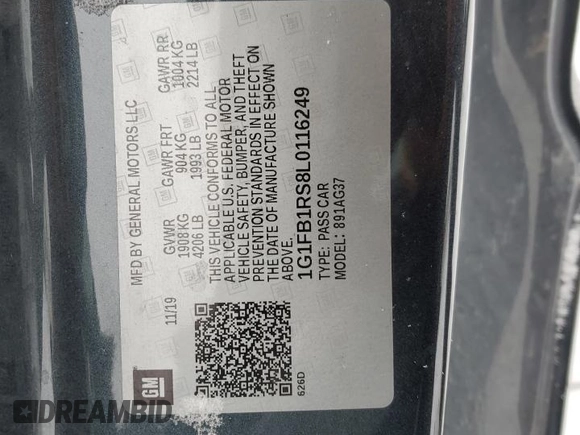 MFD BY GENERAL MOTORS LLC
11/19
GVWR GAWR FRT GAWR RR
1908 KG 904 KG 1004 KG
4206 LB 1993 LB 2214 LB
THIS VEHICLE CONFORMS TO ALL
APPLICABLE U.S. FEDERAL MOTOR
VEHICLE SAFETY, BUMPER, AND THEFT
PREVENTION STANDARDS IN EFFECT ON
THE DATE OF MANUFACTURE SHOWN
ABOVE.
1G1FB1RS8L0116249
TYPE: PASS CAR
MODEL: 891AG37
GM
626D
DREAMBID